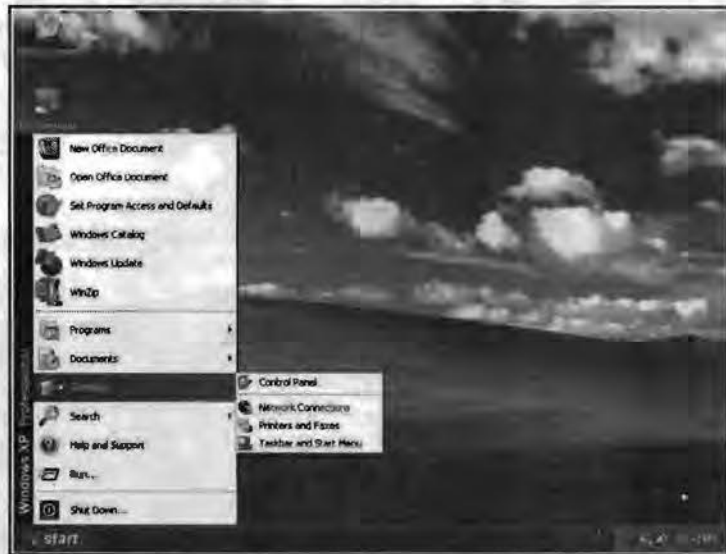 New Office Document
Open Office Document
Set Program Access and Defaults
Windows Catalog
Windows Update
WinZip
Programs
Documents
Control Panel
Search
Network Connections
Printers and Faxes
Help and Support
Taskbar and Start Menu
Run...
Shut Down...
Windows XP Professional
start